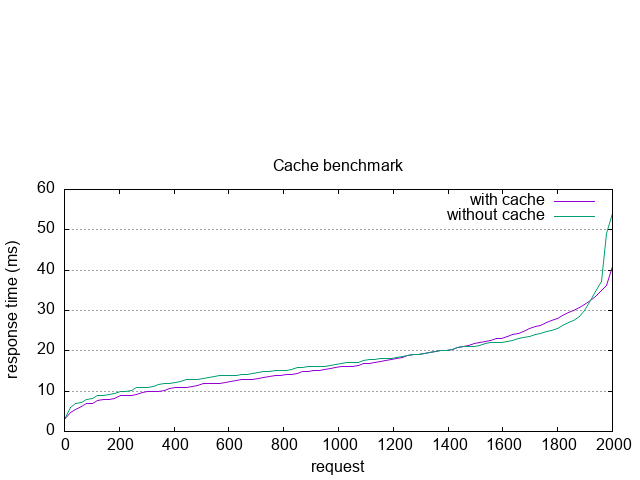 Cache benchmark
with cache
without cache
response time (ms)
60
50
40
30
20
10
0
0 200 400 600 800 1000 1200 1400 1600 1800 2000
request